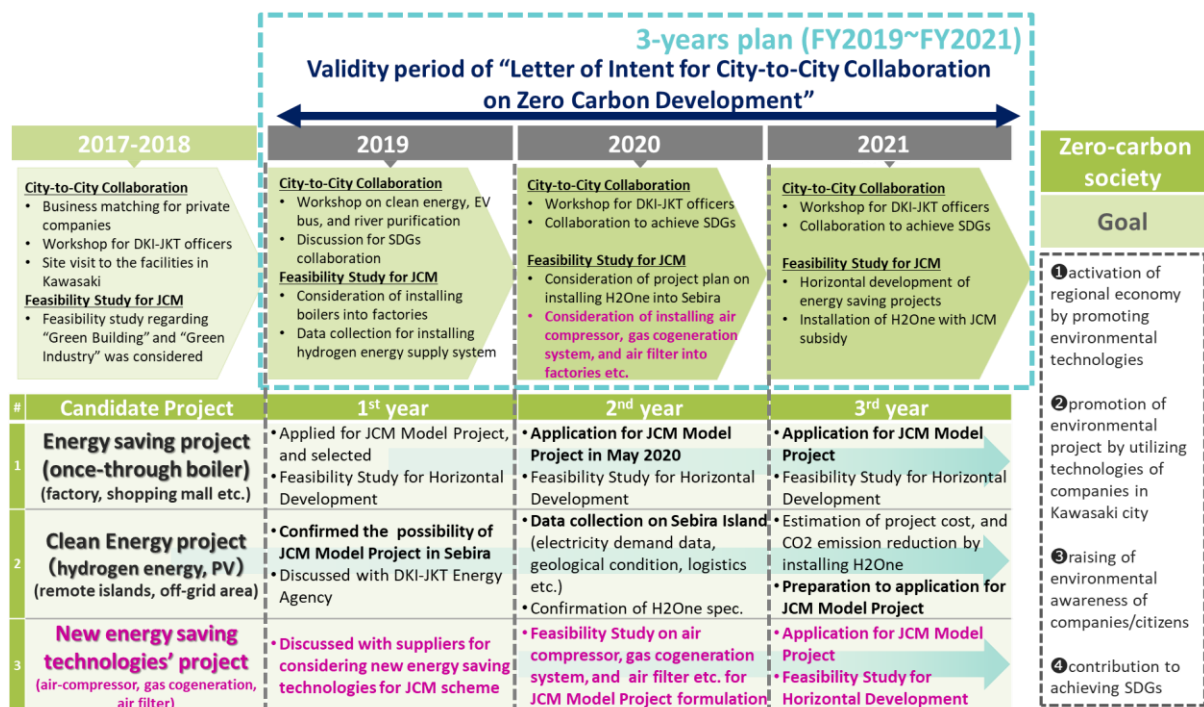 3-years plan (FY2019~FY2021)
Validity period of “Letter of Intent for City-to-City Collaboration
on Zero Carbon Development”
2017-2018
2019
2020
2021
City-to-City Collaboration
• Business matching for private
companies
• Workshop for DKI-JKT officers
• Site visit to the facilities in
Kawasaki
Feasibility Study for JCM
• Feasibility study regarding
“Green Building” and “Green
Industry” was considered
City-to-City Collaboration
• Workshop on clean energy, EV
bus, and river purification
• Discussion for SDGs
collaboration
Feasibility Study for JCM
• Consideration of installing
boilers into factories
• Data collection for installing
hydrogen energy supply system
City-to-City Collaboration
• Workshop for DKI-JKT officers
• Collaboration to achieve SDGs
Feasibility Study for JCM
• Consideration of project plan on
installing H2One into Sebira
• Consideration of installing air
compressor, gas cogeneration
system, and air filter into
factories etc.
City-to-City Collaboration
• Workshop for DKI-JKT officers
• Collaboration to achieve SDGs
Feasibility Study for JCM
• Horizontal development of
energy saving projects
• Installation of H2One with JCM
subsidy
Zero-carbon
society
Goal
❶activation of
regional economy
by promoting
environmental
technologies
❷promotion of
environmental
project by utilizing
technologies of
companies in
Kawasaki city
❸raising of
environmental
awareness of
companies/citizens
❹contribution to
achieving SDGs
# Candidate Project 1st year 2nd year 3rd year
1
Energy saving project
(once-through boiler)
(factory, shopping mall etc.)
• Applied for JCM Model Project,
and selected
• Feasibility Study for Horizontal
Development
• Application for JCM Model
Project in May 2020
• Feasibility Study for Horizontal
Development
• Application for JCM Model
Project
• Feasibility Study for Horizontal
Development
2
Clean Energy project
(hydrogen energy, PV)
(remote islands, off-grid area)
• Confirmed the possibility of
JCM Model Project in Sebira
• Discussed with DKI-JKT Energy
Agency
• Data collection on Sebira Island
(electricity demand data,
geological condition, logistics
etc.)
• Confirmation of H2One spec.
• Estimation of project cost, and
CO2 emission reduction by
installing H2One
• Preparation to application for
JCM Model Project
3
New energy saving
technologies’ project
(air-compressor, gas cogeneration,
air filter)
• Discussed with suppliers for
considering new energy saving
technologies for JCM scheme
• Feasibility Study on air
compressor, gas cogeneration
system, and air filter etc. for
JCM Model Project formulation
• Application for JCM Model
Project
• Feasibility Study for
Horizontal Development